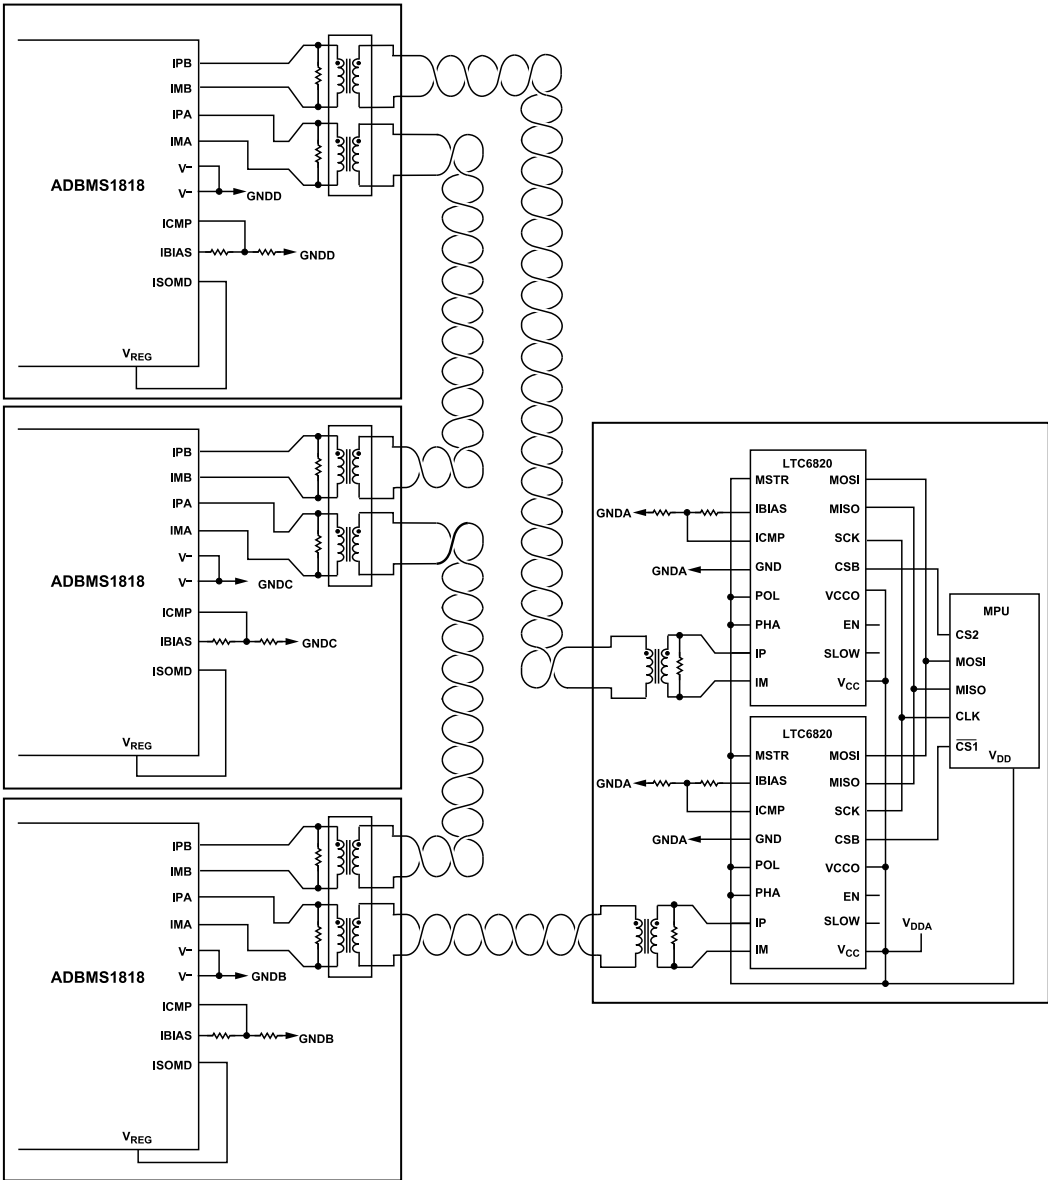 IPB
IMB
IPA
IMA
V–
V–
GNDD
ADBMS1818
ICMP
IBIAS
GNDD
ISOMD
VREG
IPB
IMB
IPA
IMA
V–
V–
GNDC
ADBMS1818
ICMP
IBIAS
GNDC
ISOMD
VREG
IPB
IMB
IPA
IMA
V–
V–
GNDB
ADBMS1818
ICMP
IBIAS
GNDB
ISOMD
VREG
LTC6820
MSTR
MOSI
IBIAS
MISO
GNDA
ICMP
SCK
GND
CSB
GNDA
POL
VCCO
PHA
EN
IP
SLOW
IM
VCC
MPU
CS2
MOSI
MISO
CLK
CS1
VDD
LTC6820
MSTR
MOSI
IBIAS
MISO
GNDA
ICMP
SCK
GND
CSB
GNDA
POL
VCCO
PHA
EN
IP
SLOW
IM
VCC
VDDA